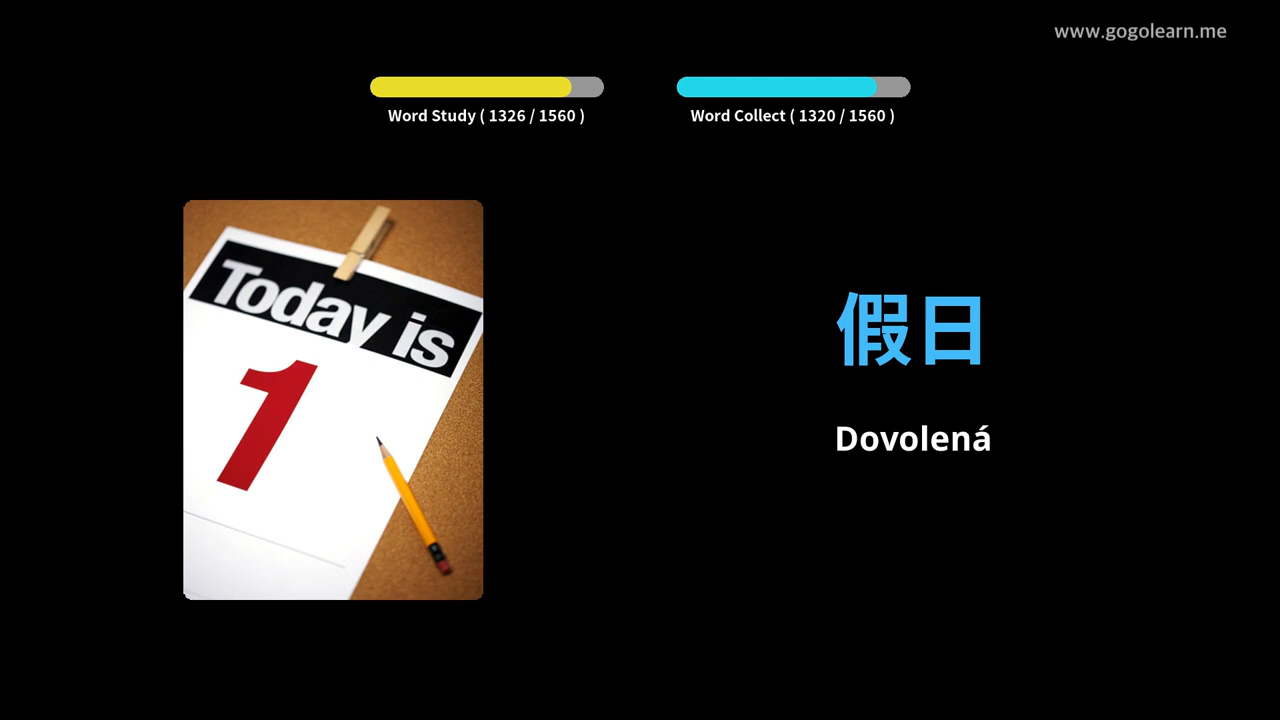 www.gogolearn.me
Word Study ( 1326 / 1560 )
Word Collect ( 1320 / 1560 )
Today is
1
假日
Dovolená